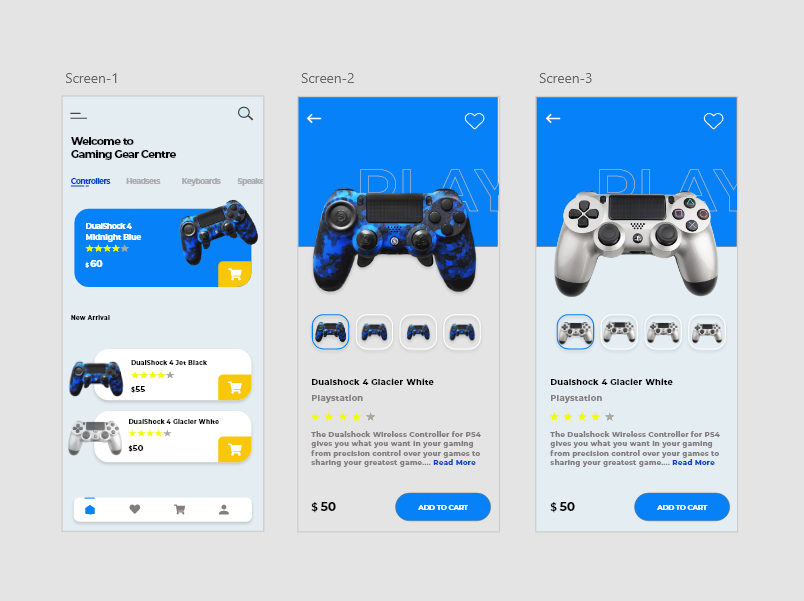 Screen-1
Welcome to
Gaming Gear Centre
Controllers Headsets Keyboards Speake
DualShock 4
Midnight Blue
$ 60
New Arrival
DualShock 4 Jet Black
$55
DualShock 4 Glacier White
$50
Screen-2
PLAY
Dualshock 4 Glacier White
Playstation
The Dualshock Wireless Controller for PS4
gives you what you want in your gaming
from precision control over your games to
sharing your greatest game.... Read More
$ 50
ADD TO CART
Screen-3
PLAY
Dualshock 4 Glacier White
Playstation
The Dualshock Wireless Controller for PS4
gives you what you want in your gaming
from precision control over your games to
sharing your greatest game.... Read More
$ 50
ADD TO CART